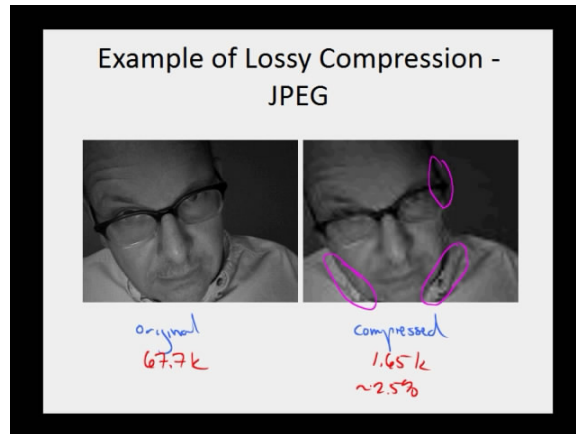 Example of Lossy Compression -
JPEG
original
compressed
67.7k
1.65k
~2.5%